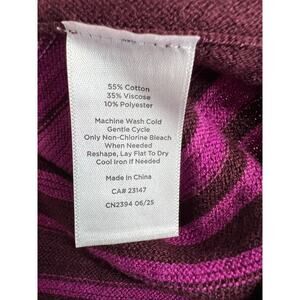 55% Cotton
35% Viscose
10% Polyester
Machine Wash Cold
Gentle Cycle
Only Non-Chlorine Bleach
When Needed
Reshape, Lay Flat To Dry
Cool Iron If Needed
Made in China
CA# 23147
CN2394 06/25